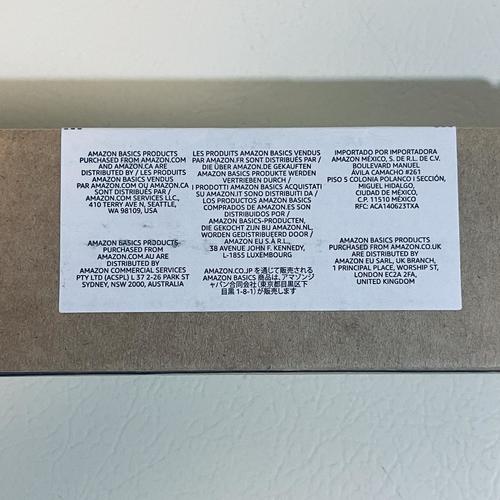 AMAZON BASICS PRODUCTS
PURCHASED FROM AMAZON.COM
AND AMAZON.CA ARE
DISTRIBUTED BY / LES PRODUITS
AMAZON BASICS VENDUS
PAR AMAZON.COM OU AMAZON.CA
SONT DISTRIBUÉS PAR /
AMAZON.COM SERVICES LLC.,
410 TERRY AVE N, SEATTLE,
WA 98109, USA
AMAZON BASICS PRODUCTS
PURCHASED FROM
AMAZON.COM.AU ARE
DISTRIBUTED BY
AMAZON COMMERCIAL SERVICES
PTY LTD (ACSPL) L 37 2-26 PARK ST
SYDNEY, NSW 2000, AUSTRALIA
LES PRODUITS AMAZON BASICS VENDUS
PAR AMAZON.FR SONT DISTRIBUÉS PAR /
DIE ÜBER AMAZON.DE GEKAUFTEN
AMAZON BASICS PRODUKTE WERDEN
VERTRIEBEN DURCH /
I PRODOTTI AMAZON BASICS ACQUISTATI
SU AMAZON.IT SONO DISTRIBUITI DA /
LOS PRODUCTOS AMAZON BASICS
COMPRADOS DE AMAZON.ES SON
DISTRIBUIDOS POR /
AMAZON BASICS-PRODUCTEN,
DIE GEKOCHT ZIJN BIJ AMAZON.NL,
WORDEN GEDISTRIBUEERD DOOR /
AMAZON EU S.À R.L.,
38 AVENUE JOHN F. KENNEDY,
L-1855 LUXEMBOURG
AMAZON.CO.JP を通じて販売される
AMAZON BASICS 商品は、アマゾンジ
ャパン合同会社(東京都目黒区下
目黒 1-8-1)が販売します
IMPORTADO POR IMPORTADORA
AMAZON MÉXICO, S. DE R.L. DE C.V.
BOULEVARD MANUEL
ÁVILA CAMACHO #261
PISO 5 COLONIA POLANCO I SECCIÓN,
MIGUEL HIDALGO,
CIUDAD DE MÉXICO,
C.P. 11510 MÉXICO
RFC: ACA140623TXA
AMAZON BASICS PRODUCTS
PURCHASED FROM AMAZON.CO.UK
ARE DISTRIBUTED BY
AMAZON EU SARL, UK BRANCH,
1 PRINCIPAL PLACE, WORSHIP ST,
LONDON EC2A 2FA,
UNITED KINGDOM